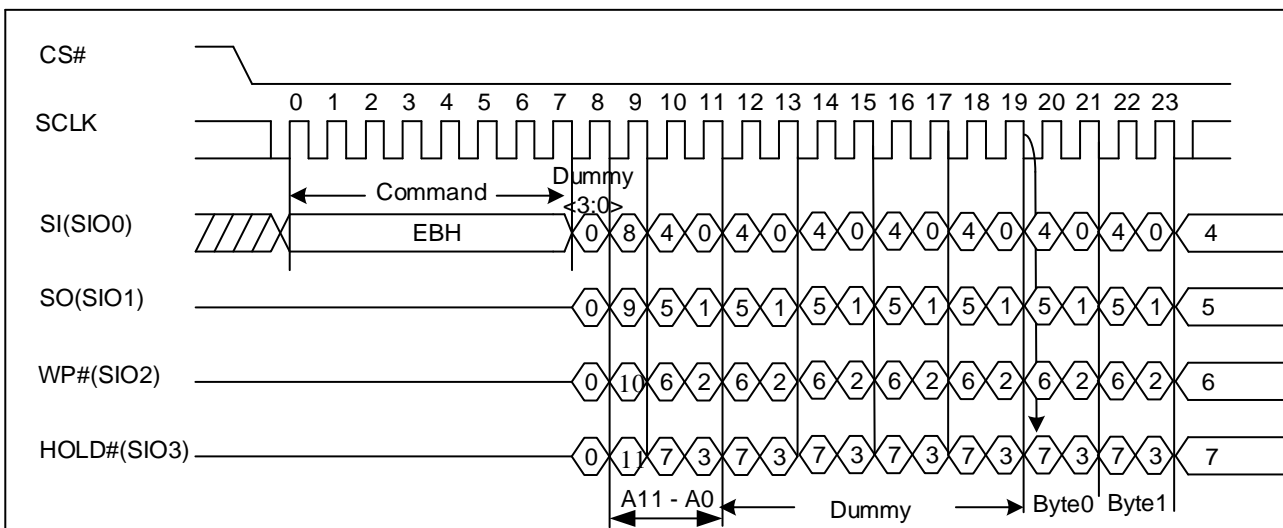 CS#
0 1 2 3 4 5 6 7 8 9 10 11 12 13 14 15 16 17 18 19 20 21 22 23
SCLK
Command
Dummy
<3:0>
SI(SIO0)
EBH
0 8 4 0 4 0 4 0 4 0 4 0 4 0 4 0 4
SO(SIO1)
0 9 5 1 5 1 5 1 5 1 5 1 5 1 5 1 5
WP#(SIO2)
0 10 6 2 6 2 6 2 6 2 6 2 6 2 6 2 6
HOLD#(SIO3)
0 11 7 3 7 3 7 3 7 3 7 3 7 3 7 3 7
A11 - A0
Dummy
Byte0
Byte1